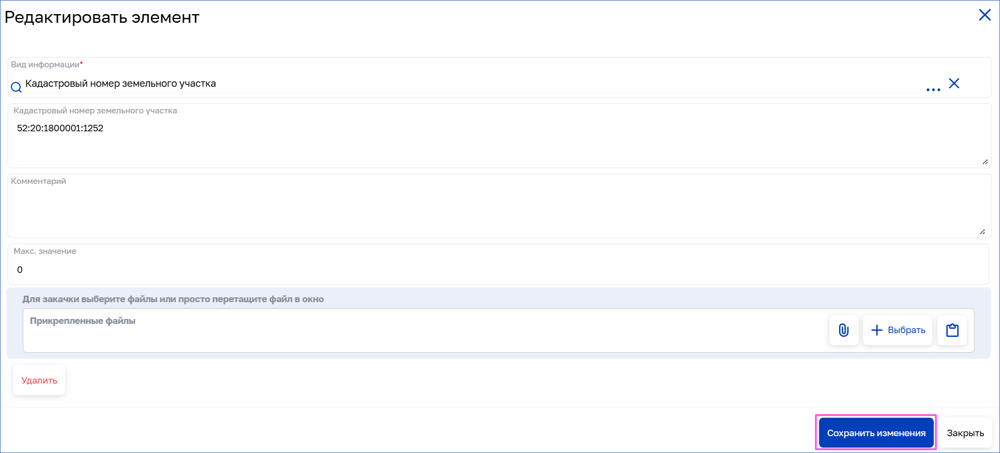 Редактировать элемент
Вид информации*
Кадастровый номер земельного участка
Кадастровый номер земельного участка
52:20:1800001:1252
Комментарий
Макс. значение
0
Для закачки выберите файлы или просто перетащите файл в окно
Прикрепленные файлы
Выбрать
Удалить
Сохранить изменения
Закрыть